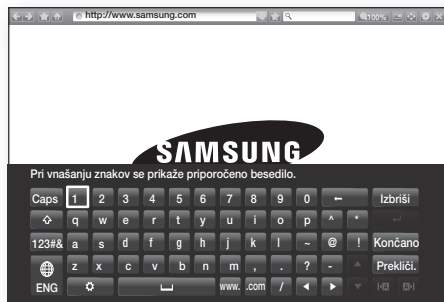 http://www.samsung.com 100%
SAMSUNG
Pri vnašanju znakov se prikaže priporočeno besedilo.
Caps 1 2 3 4 5 6 7 8 9 0 ← Izbriši
q w e r t y u i o p ^ *
123#& a s d f g h j k l ~ @ ! Končano
z x c v b n m , . ? - Prekliči.
ENG www. .com /